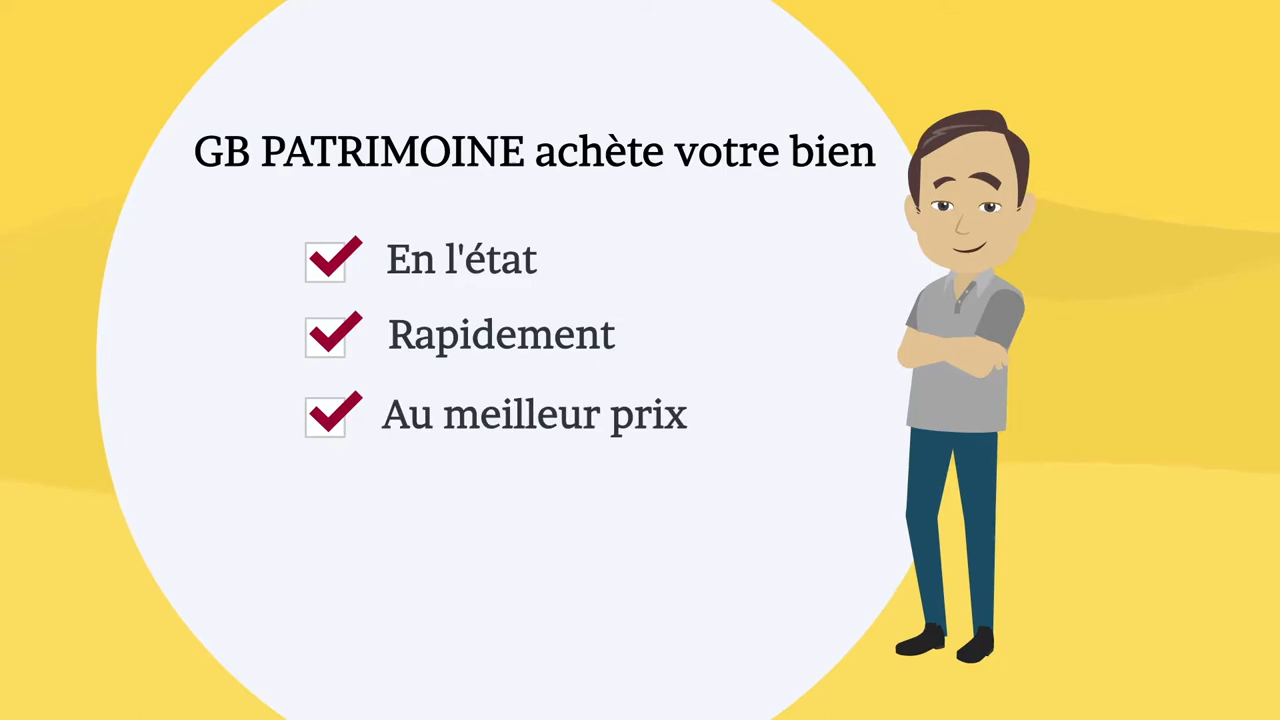 GB PATRIMOINE achète votre bien
En l'état
Rapidement
Au meilleur prix